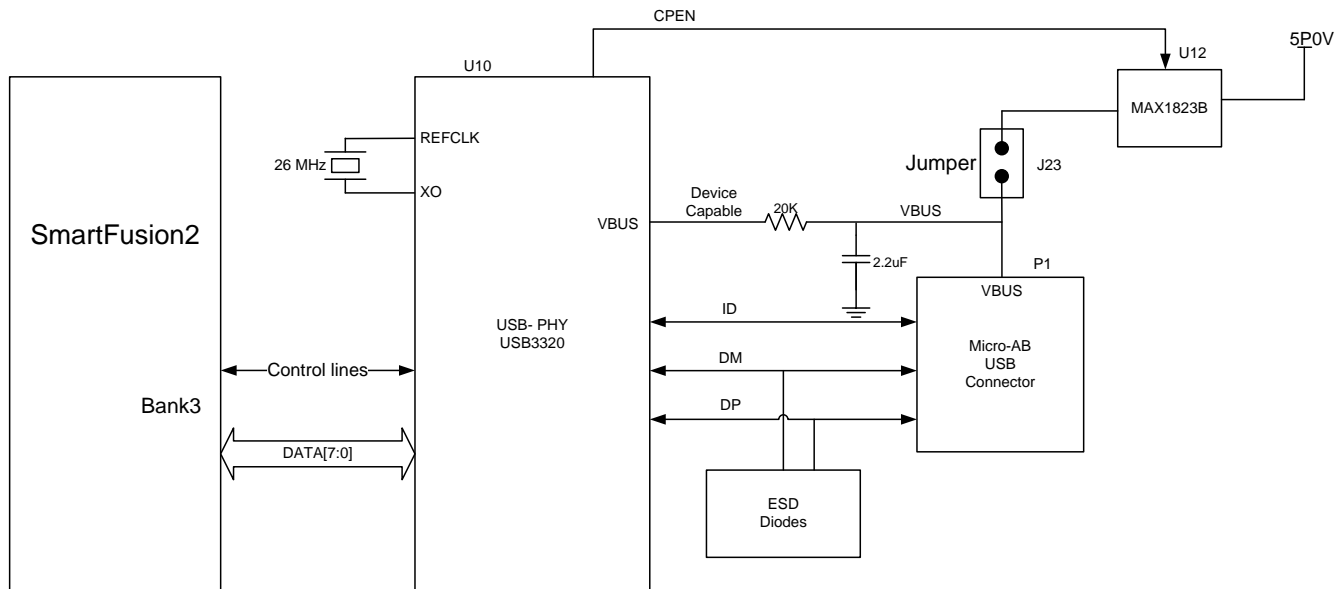 CPEN
5P0V
U10
U12
MAX1823B
REFCLK
26 MHz
XO
Jumper
J23
Device
Capable
20K
VBUS
VBUS
SmartFusion2
2.2uF
P1
VBUS
ID
USB- PHY
USB3320
Micro-AB
USB
Connector
DM
Control lines
Bank3
DP
DATA[7:0]
ESD
Diodes